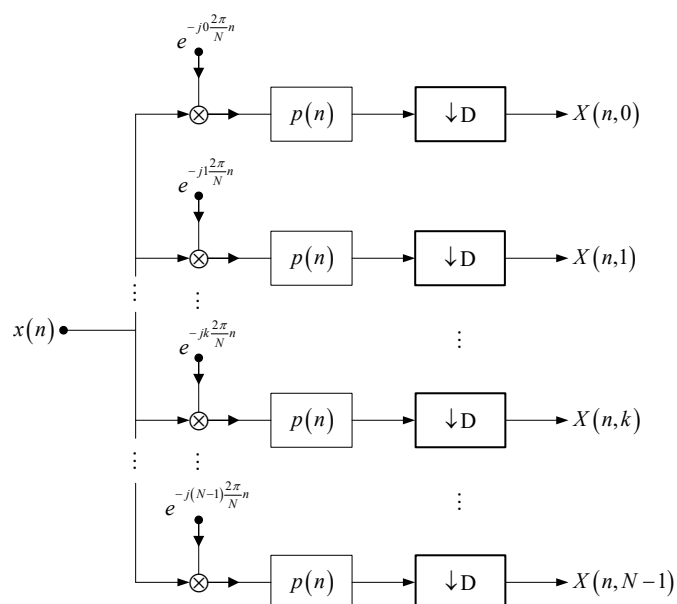 e^{-j0\frac{2\pi}{N}n}
p(n) ↓D X(n,0)
e^{-j1\frac{2\pi}{N}n}
p(n) ↓D X(n,1)
⋮ ⋮
x(n) ⋮
e^{-jk\frac{2\pi}{N}n}
p(n) ↓D X(n,k)
⋮ ⋮
e^{-j(N-1)\frac{2\pi}{N}n} ⋮
p(n) ↓D X(n,N-1)